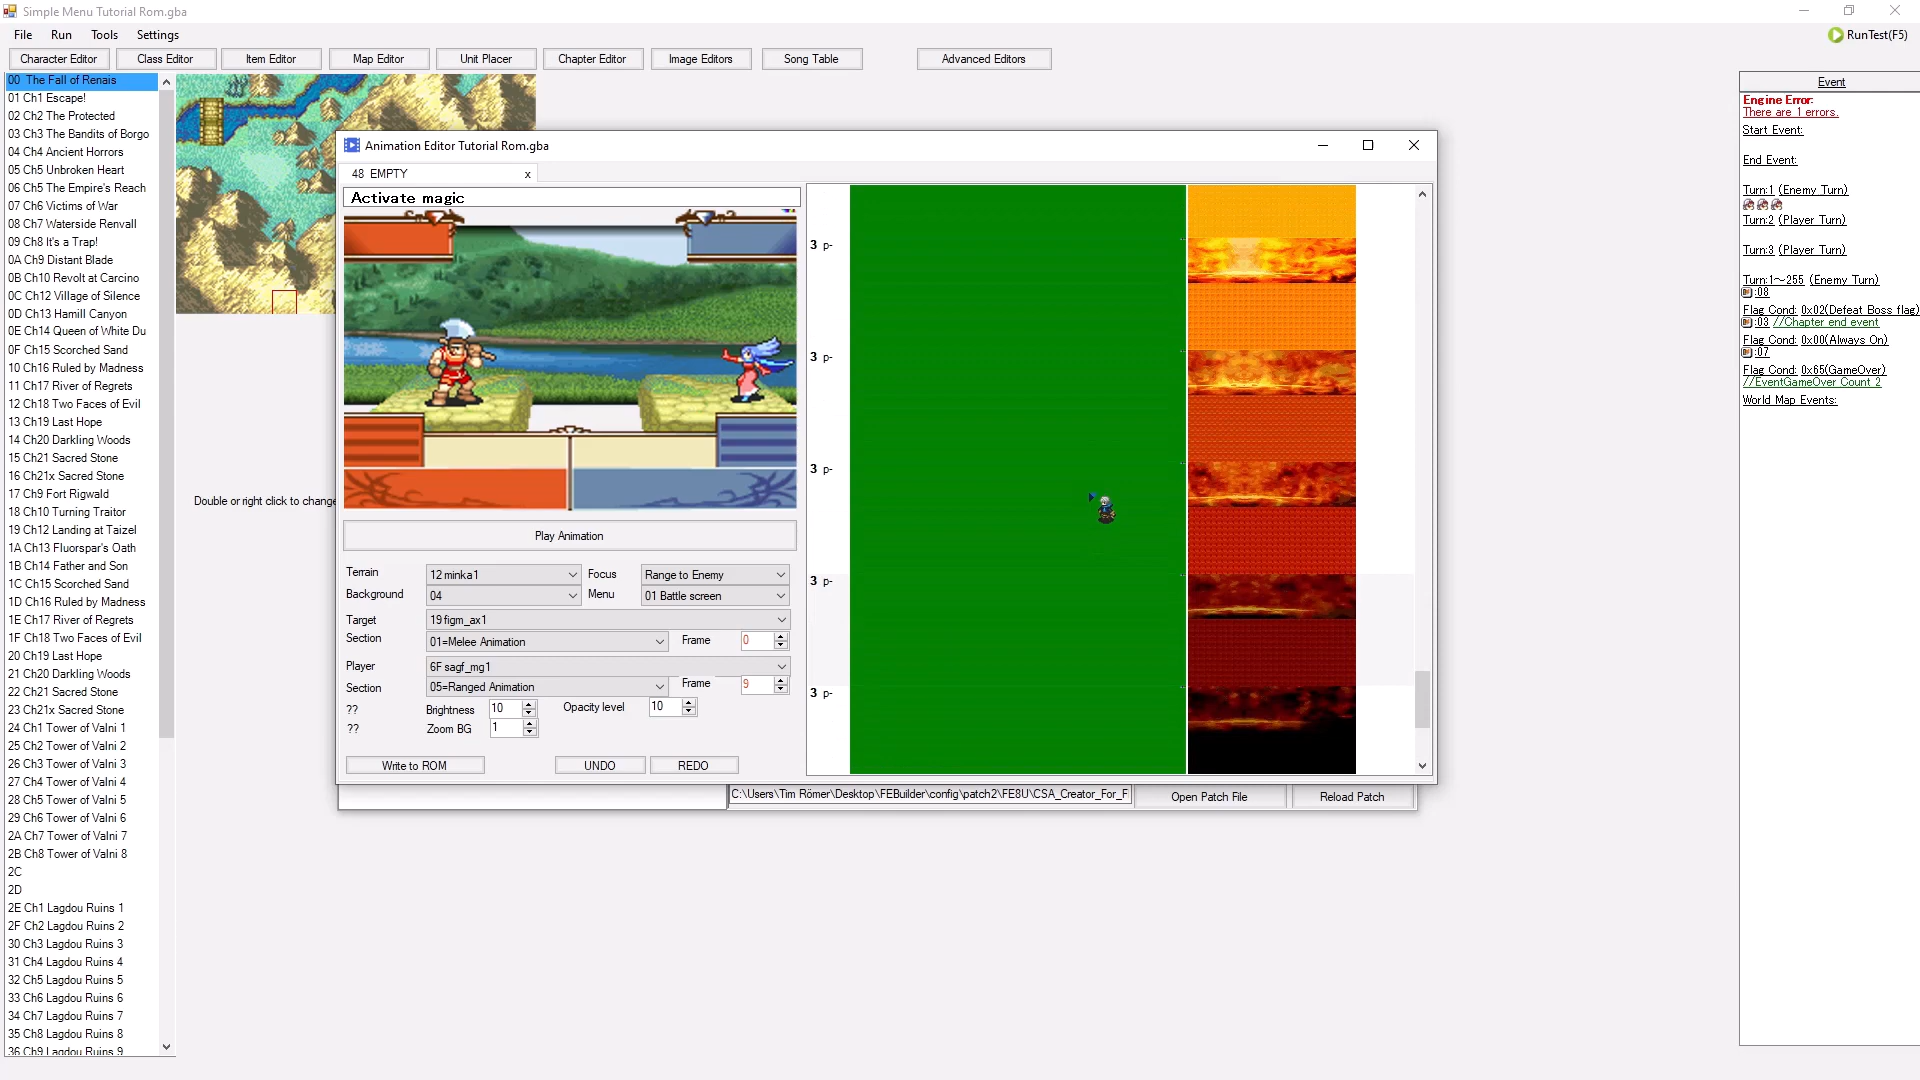 Simple Menu Tutorial Rom.gba
File Run Tools Settings
RunTest(F5)
Character Editor Class Editor Item Editor Map Editor Unit Placer Chapter Editor Image Editors Song Table Advanced Editors
00 The Fall of Renais
01 Ch1 Escape!
02 Ch2 The Protected
03 Ch3 The Bandits of Borgo
04 Ch4 Ancient Horrors
05 Ch5 Unbroken Heart
06 Ch5 The Empire's Reach
07 Ch6 Victims of War
08 Ch7 Waterside Renvall
09 Ch8 It's a Trap!
0A Ch9 Distant Blade
0B Ch10 Revolt at Carcino
0C Ch12 Village of Silence
0D Ch13 Hamill Canyon
0E Ch14 Queen of White Du
0F Ch15 Scorched Sand
10 Ch16 Ruled by Madness
11 Ch17 River of Regrets
12 Ch18 Two Faces of Evil
13 Ch19 Last Hope
14 Ch20 Darkling Woods
15 Ch21 Sacred Stone
16 Ch21x Sacred Stone
17 Ch9 Fort Rigwald
18 Ch10 Turning Traitor
19 Ch12 Landing at Taizel
1A Ch13 Fluorspar's Oath
1B Ch14 Father and Son
1C Ch15 Scorched Sand
1D Ch16 Ruled by Madness
1E Ch17 River of Regrets
1F Ch18 Two Faces of Evil
20 Ch19 Last Hope
21 Ch20 Darkling Woods
22 Ch21 Sacred Stone
23 Ch21x Sacred Stone
24 Ch1 Tower of Valni 1
25 Ch2 Tower of Valni 2
26 Ch3 Tower of Valni 3
27 Ch4 Tower of Valni 4
28 Ch5 Tower of Valni 5
29 Ch6 Tower of Valni 6
2A Ch7 Tower of Valni 7
2B Ch8 Tower of Valni 8
2C
2D
2E Ch1 Lagdou Ruins 1
2F Ch2 Lagdou Ruins 2
30 Ch3 Lagdou Ruins 3
31 Ch4 Lagdou Ruins 4
32 Ch5 Lagdou Ruins 5
33 Ch6 Lagdou Ruins 6
34 Ch7 Lagdou Ruins 7
35 Ch8 Lagdou Ruins 8
36 Ch9 Lagdou Ruins 9
Double or right click to change
Animation Editor Tutorial Rom.gba
48 EMPTY x
Activate magic
Play Animation
Terrain 12 minka1 Focus Range to Enemy
Background 04 Menu 01 Battle screen
Target 19 figm_ax1
Section 01=Melee Animation Frame 0
Player 6F sagf_mg1
Section 05=Ranged Animation Frame 9
?? Brightness 10 Opacity level 10
?? Zoom BG 1
Write to ROM UNDO REDO
3 p-
3 p-
3 p-
3 p-
3 p-
C:\Users\Tim Römer\Desktop\FEBuilder\config\patch2\FE8U\CSA_Creator_For_F Open Patch File Reload Patch
Event
Engine Error:
There are 1 errors.
Start Event:
End Event:
Turn:1 (Enemy Turn)
Turn:2 (Player Turn)
Turn:3 (Player Turn)
Turn:1～255 (Enemy Turn)
:08
Flag Cond: 0x02(Defeat Boss flag)
:03 //Chapter end event
Flag Cond: 0x00(Always On)
:07
Flag Cond: 0x65(GameOver)
//EventGameOver Count 2
World Map Events: